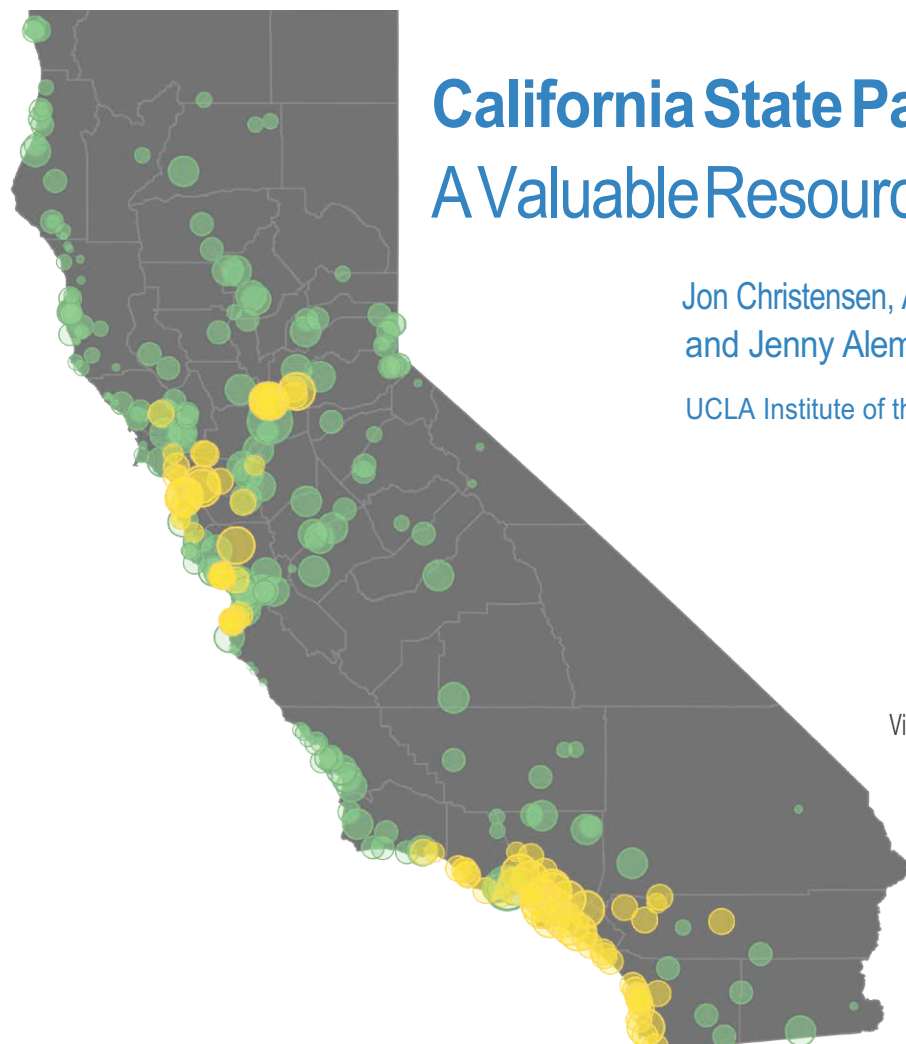 California State Pa
A Valuable Resourc
Jon Christensen, A
and Jenny Alem
UCLA Institute of th
Vi